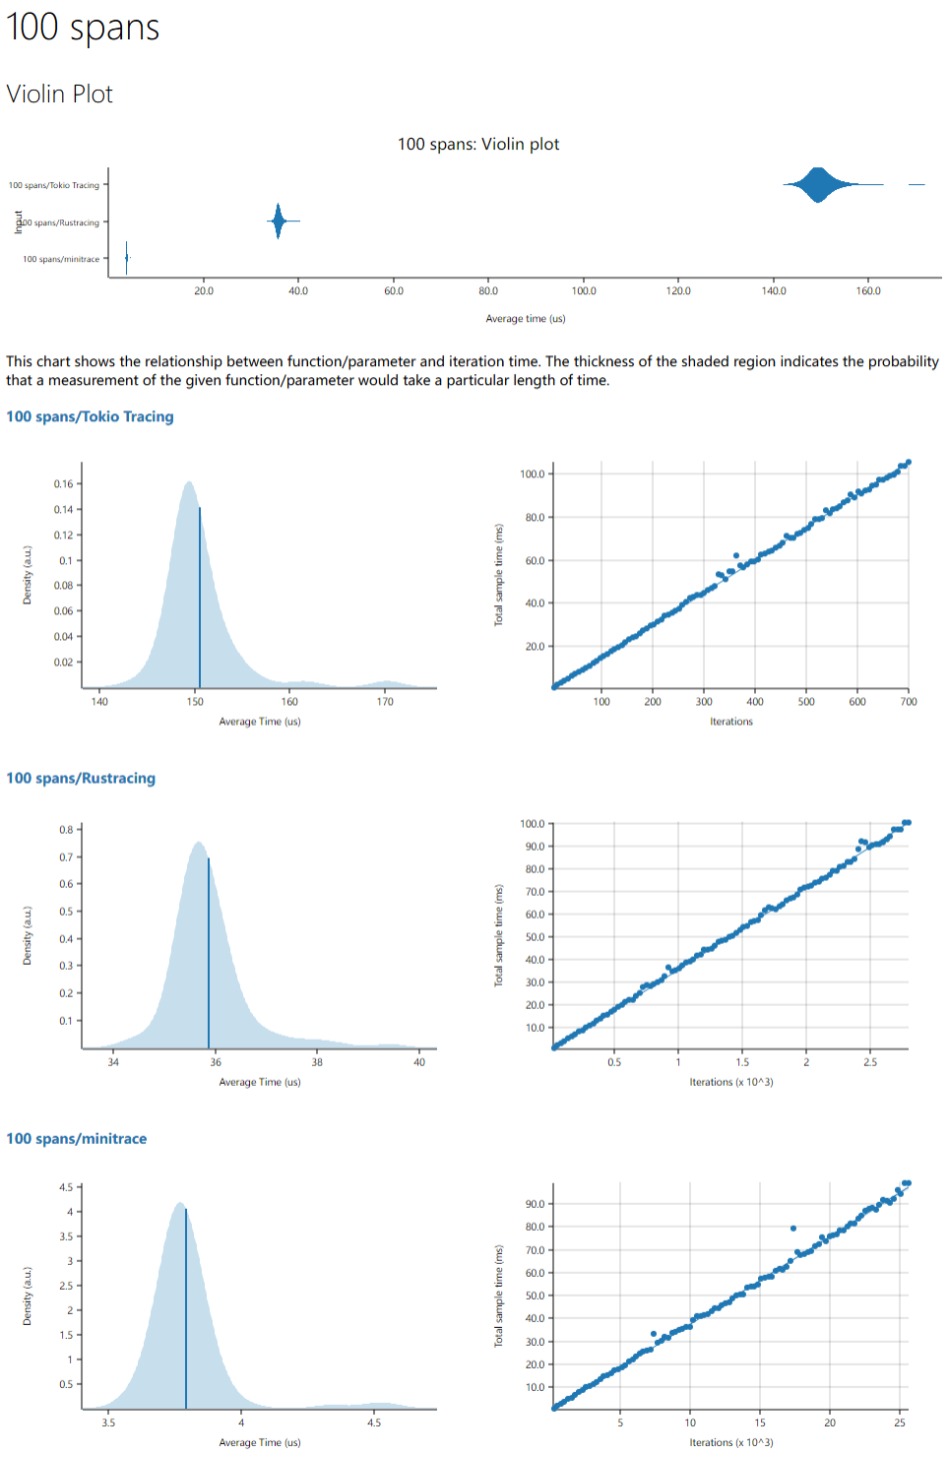 100 spans
Violin Plot
100 spans: Violin plot
100 spans/Tokio Tracing
100 spans/Rustracing
100 spans/minitrace
Input
20.0 40.0 60.0 80.0 100.0 120.0 140.0 160.0
Average time (us)
This chart shows the relationship between function/parameter and iteration time. The thickness of the shaded region indicates the probability
that a measurement of the given function/parameter would take a particular length of time.
100 spans/Tokio Tracing
Density (a.u.)
0.16
0.14
0.12
0.1
0.08
0.06
0.04
0.02
140 150 160 170
Average Time (us)
Total sample time (ms)
100.0
80.0
60.0
40.0
20.0
100 200 300 400 500 600 700
Iterations
100 spans/Rustracing
Density (a.u.)
0.8
0.7
0.6
0.5
0.4
0.3
0.2
0.1
34 36 38 40
Average Time (us)
Total sample time (ms)
100.0
90.0
80.0
70.0
60.0
50.0
40.0
30.0
20.0
10.0
0.5 1 1.5 2 2.5
Iterations (x 10^3)
100 spans/minitrace
Density (a.u.)
4.5
4
3.5
3
2.5
2
1.5
1
0.5
3.5 4 4.5
Average Time (us)
Total sample time (ms)
90.0
80.0
70.0
60.0
50.0
40.0
30.0
20.0
10.0
5 10 15 20 25
Iterations (x 10^3)